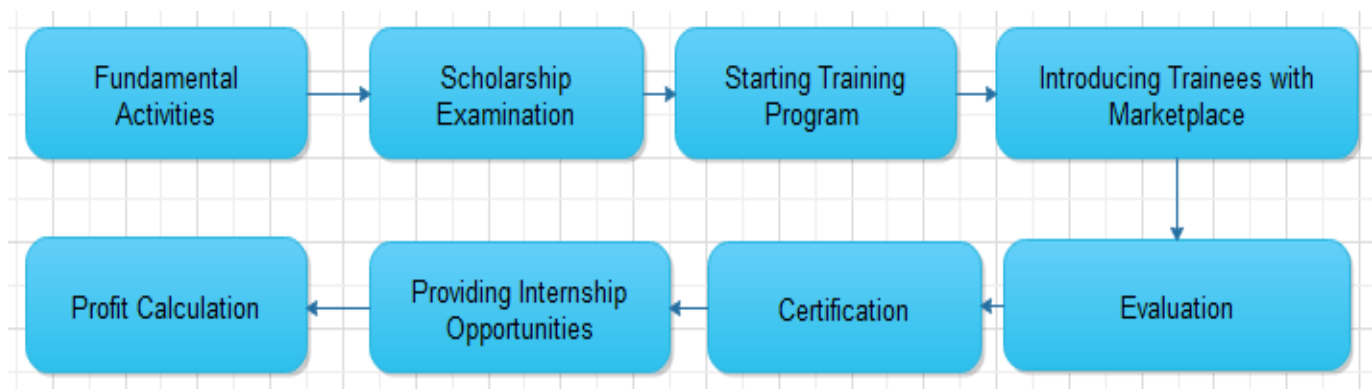 Fundamental
Activities
Scholarship
Examination
Starting Training
Program
Introducing Trainees with
Marketplace
Evaluation
Certification
Providing Internship
Opportunities
Profit Calculation